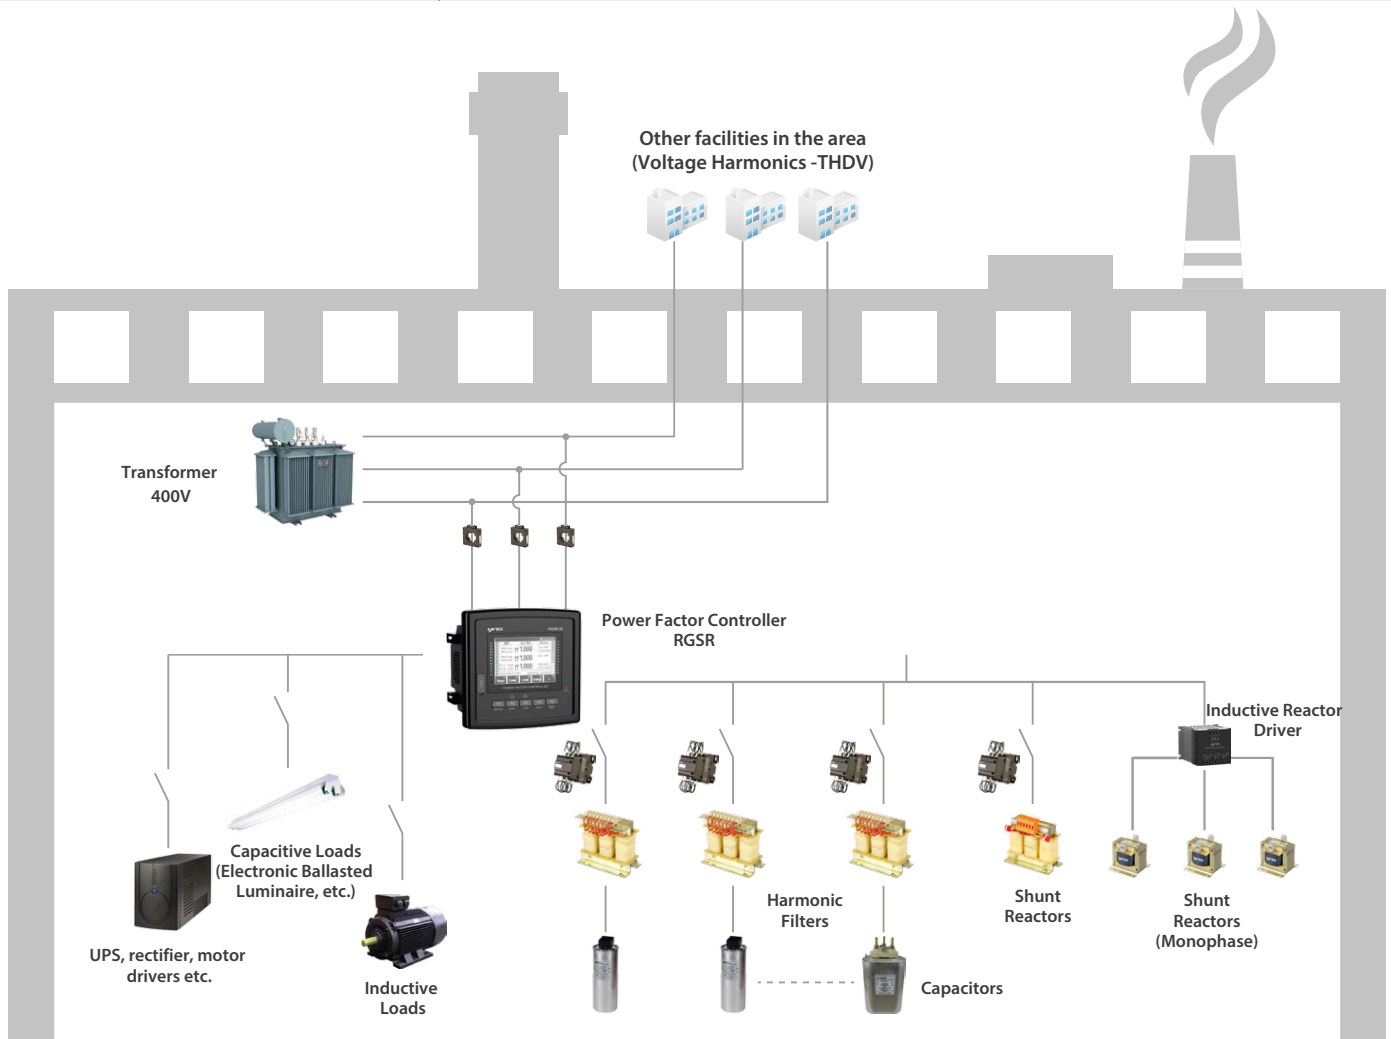 Other facilities in the area
(Voltage Harmonics -THDV)
Transformer
400V
Power Factor Controller
RGSR
Inductive Reactor
Driver
Capacitive Loads
(Electronic Ballasted
Luminaire, etc.)
UPS, rectifier, motor
drivers etc.
Inductive
Loads
Harmonic
Filters
Shunt
Reactors
Shunt
Reactors
(Monophase)
Capacitors